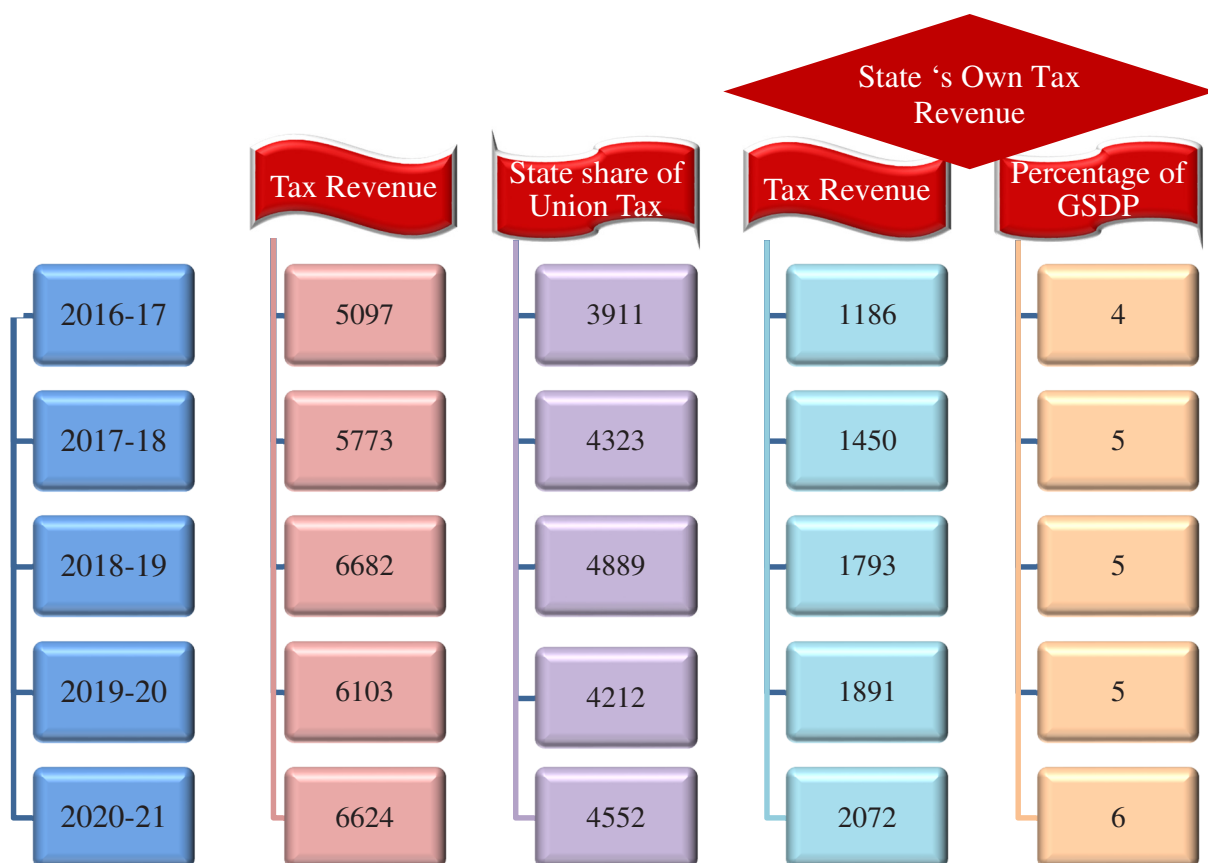 State ‘s Own Tax
Revenue
Tax Revenue
State share of
Union Tax
Tax Revenue
Percentage of
GSDP
2016-17 5097 3911 1186 4
2017-18 5773 4323 1450 5
2018-19 6682 4889 1793 5
2019-20 6103 4212 1891 5
2020-21 6624 4552 2072 6